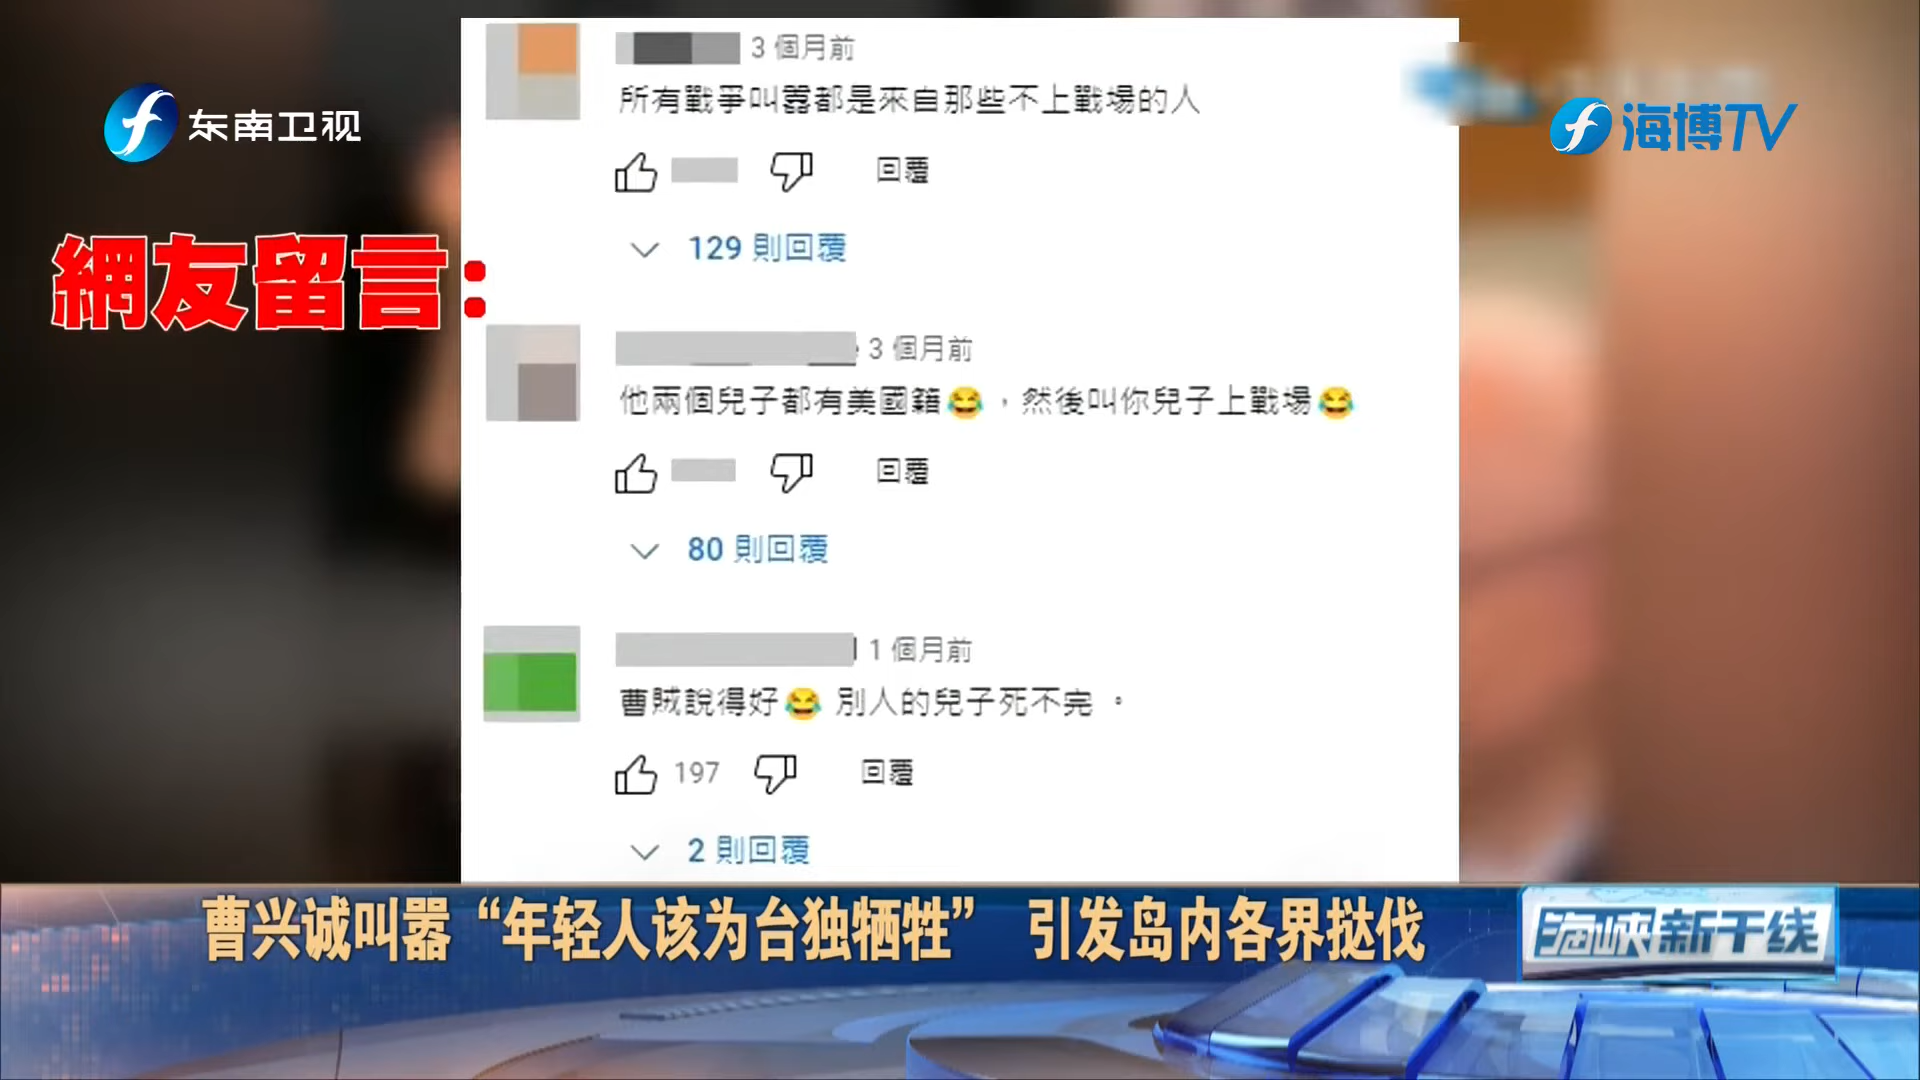 东南卫视
海博TV
網友留言：
3 個月前
所有戰爭叫囂都是來自那些不上戰場的人
回覆
129 則回覆
3 個月前
他兩個兒子都有美國籍😂，然後叫你兒子上戰場😂
回覆
80 則回覆
1 個月前
曹賊說得好😂 別人的兒子死不完 。
197
回覆
2 則回覆
曹兴诚叫嚣“年轻人该为台独牺牲” 引发岛内各界挞伐
海峡新干线